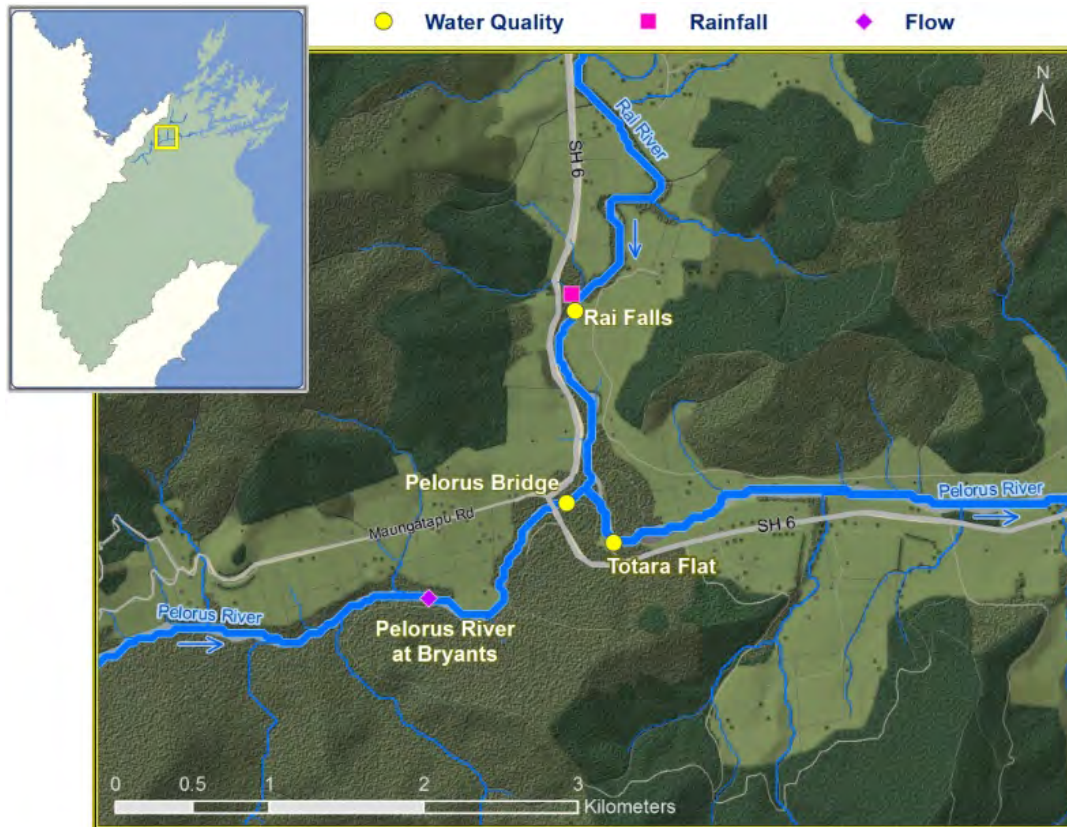 Water Quality
Rainfall
Flow
N
Rai River
SH 6
Rai Falls
Pelorus Bridge
Maungatapu Rd
Pelorus River
SH 6
Totara Flat
Pelorus River
Pelorus River
at Bryants
0 0.5 1 2 3
Kilometers